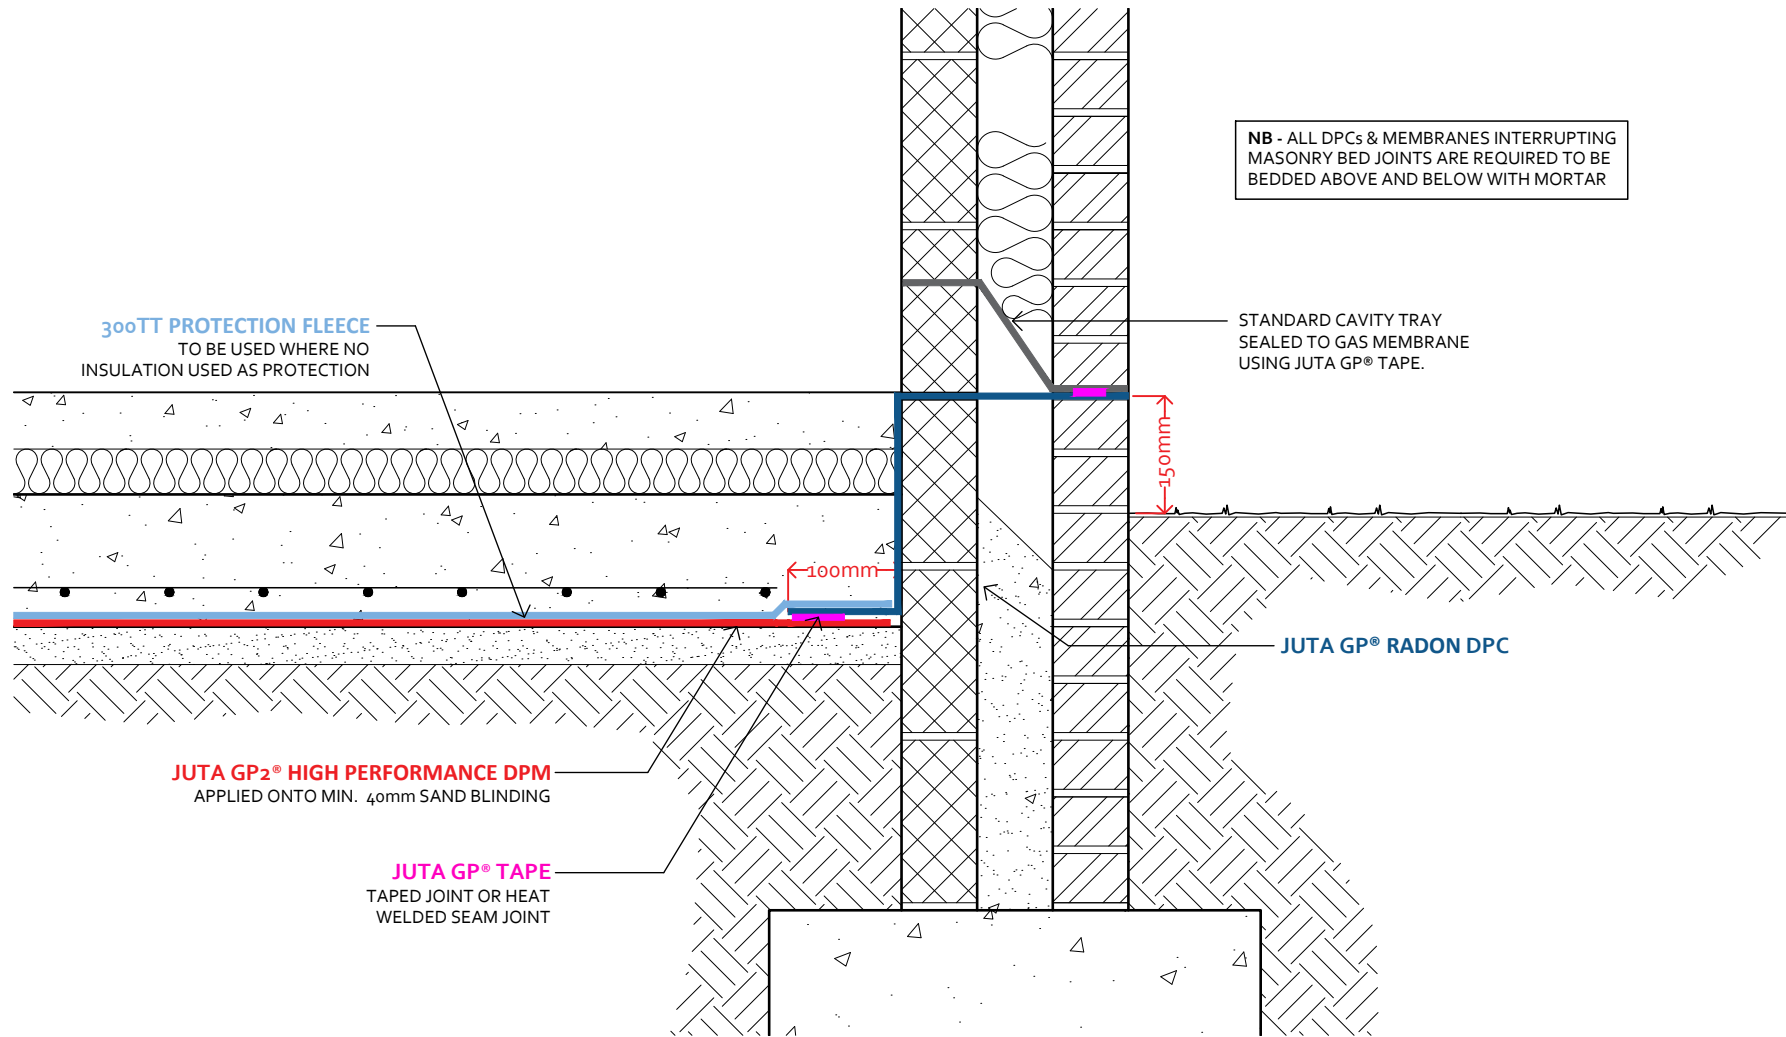 NB - ALL DPCs & MEMBRANES INTERRUPTING
MASONRY BED JOINTS ARE REQUIRED TO BE
BEDDED ABOVE AND BELOW WITH MORTAR
300TT PROTECTION FLEECE
TO BE USED WHERE NO
INSULATION USED AS PROTECTION
STANDARD CAVITY TRAY
SEALED TO GAS MEMBRANE
USING JUTA GP® TAPE.
150mm
100mm
JUTA GP® RADON DPC
JUTA GP2® HIGH PERFORMANCE DPM
APPLIED ONTO MIN. 40mm SAND BLINDING
JUTA GP® TAPE
TAPED JOINT OR HEAT
WELDED SEAM JOINT